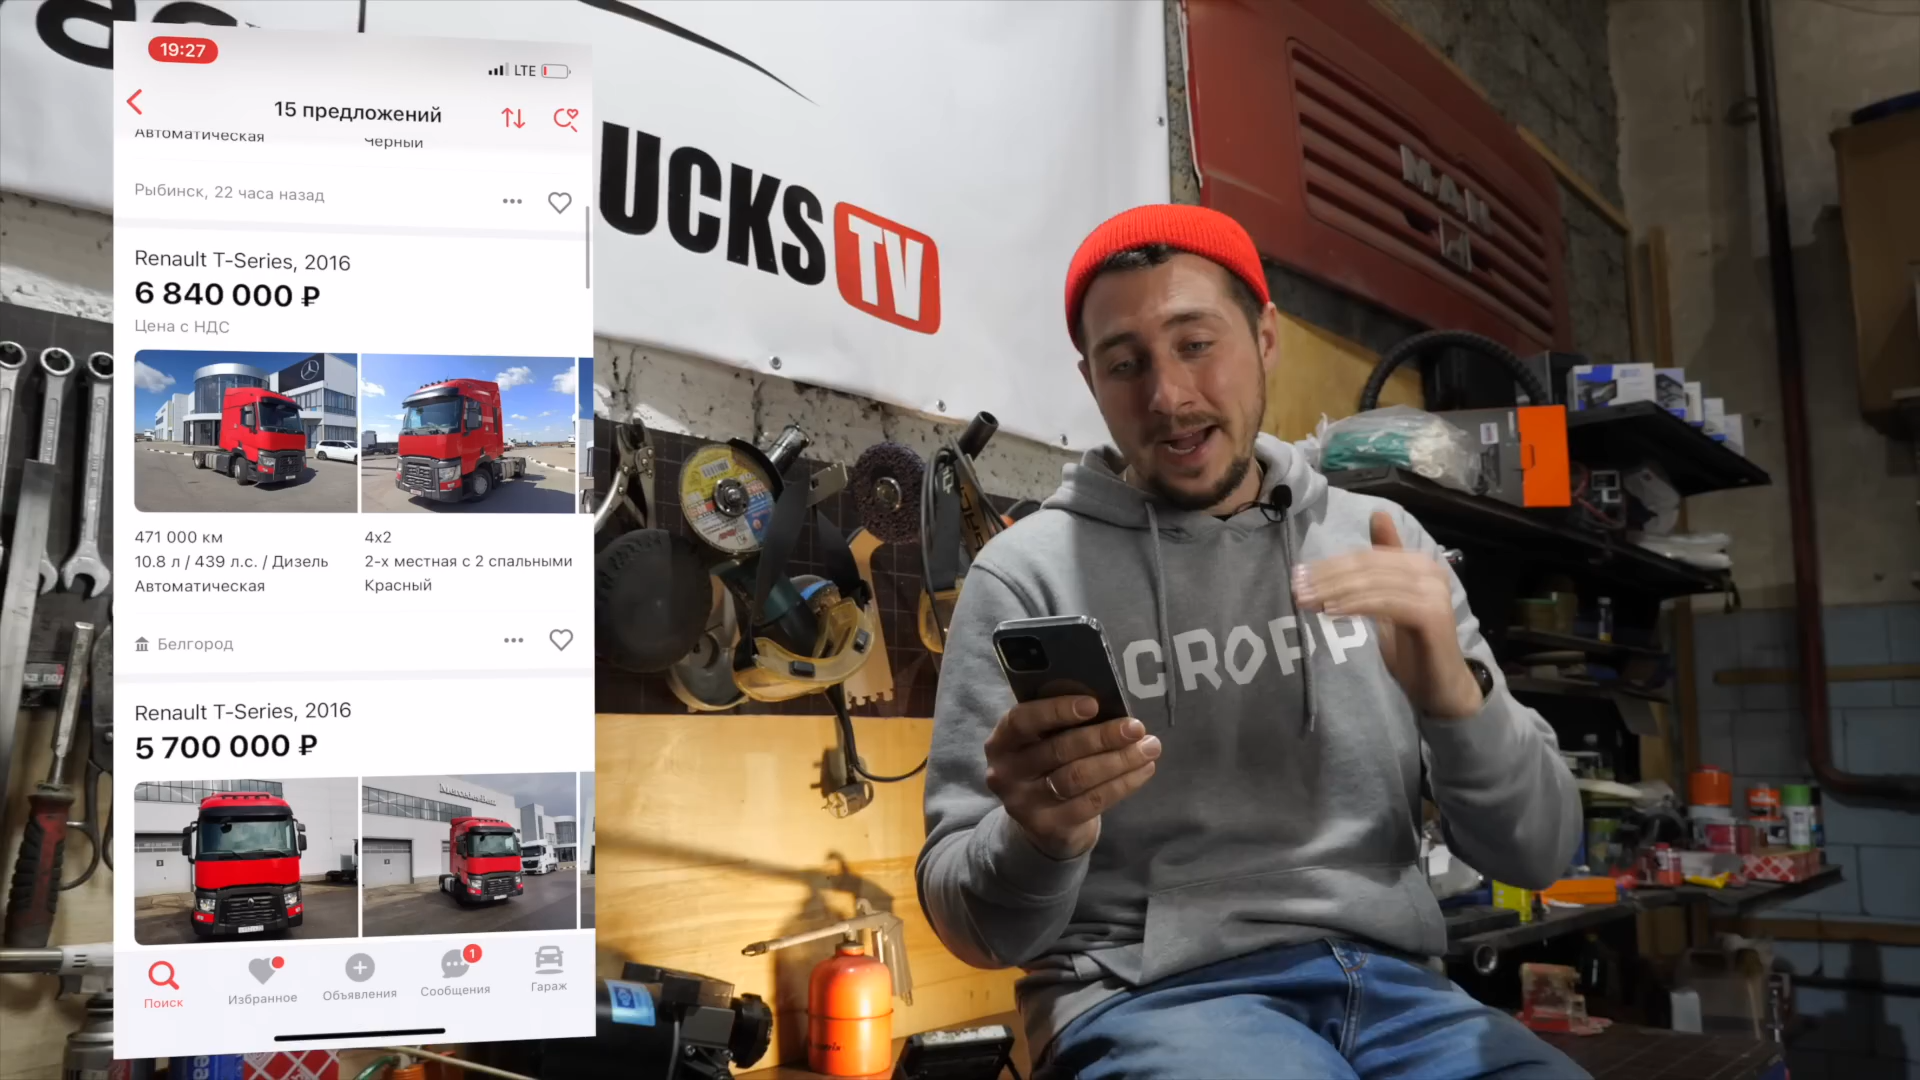 19:27
LTE
15 предложений
Автоматическая
Черный
Рыбинск, 22 часа назад
Renault T-Series, 2016
6 840 000 ₽
Цена с НДС
471 000 км
4x2
10.8 л / 439 л.с. / Дизель
2-х местная с 2 спальными
Автоматическая
Красный
Белгород
Renault T-Series, 2016
5 700 000 ₽
Mercedes-Benz
1
Поиск
Избранное
Объявления
Сообщения
Гараж
UCKS TV
MAN
CROPP